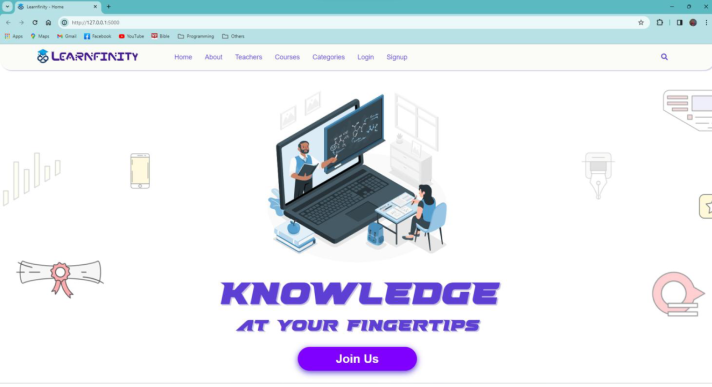 Learnfinity - Home
http://127.0.0.1:5000
Apps Maps Gmail Facebook YouTube Bible Programming Others
LEARNFINITY Home About Teachers Courses Categories Login Signup
KNOWLEDGE
AT YOUR FINGERTIPS
Join Us